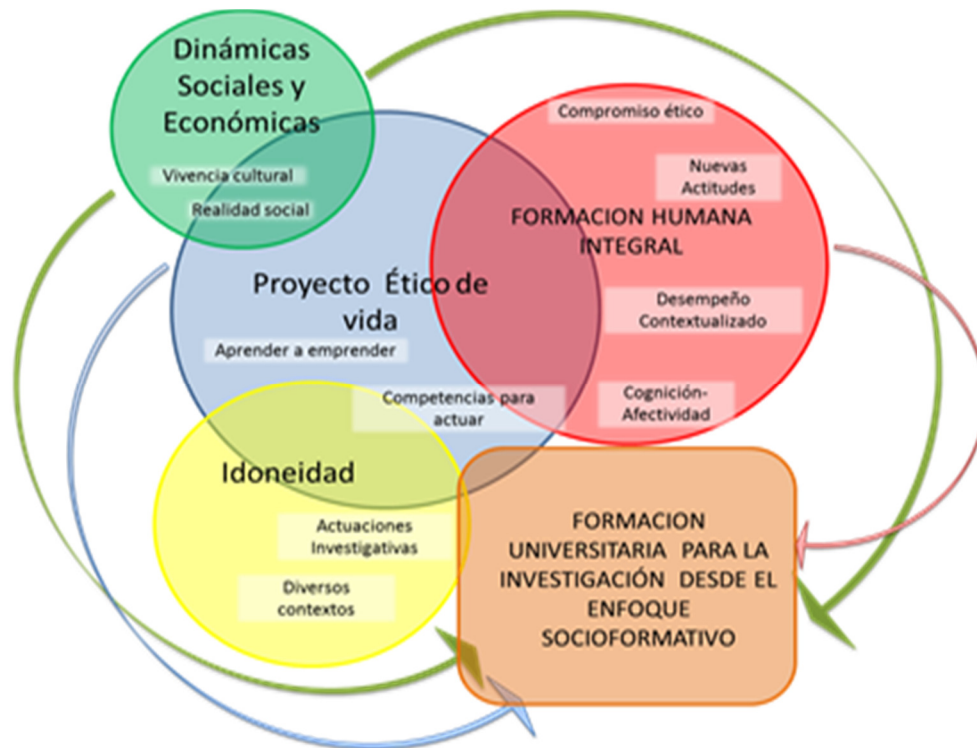 Dinámicas
Sociales y
Económicas
Vivencia cultural
Realidad social
Compromiso ético
Nuevas
Actitudes
FORMACION HUMANA
INTEGRAL
Desempeño
Contextualizado
Cognición-
Afectividad
Proyecto Ético de
vida
Aprender a emprender
Competencias para
actuar
Idoneidad
Actuaciones
Investigativas
Diversos
contextos
FORMACION
UNIVERSITARIA PARA LA
INVESTIGACIÓN DESDE EL
ENFOQUE
SOCIOFORMATIVO